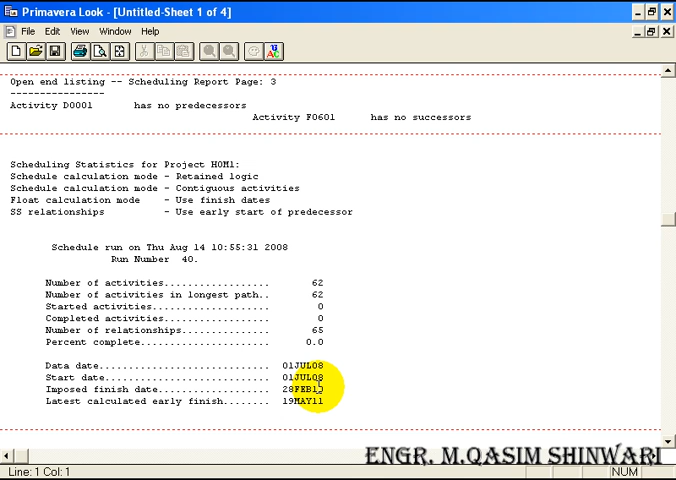 Primavera Look - [Untitled-Sheet 1 of 4]
File Edit View Window Help
Open end listing -- Scheduling Report Page: 3
----------------
Activity D0001 has no predecessors
Activity F0601 has no successors
Scheduling Statistics for Project HOM1:
Schedule calculation mode - Retained logic
Schedule calculation mode - Contiguous activities
Float calculation mode - Use finish dates
SS relationships - Use early start of predecessor
Schedule run on Thu Aug 14 10:55:31 2008
Run Number 40.
Number of activities.................. 62
Number of activities in longest path.. 62
Started activities.................... 0
Completed activities.................. 0
Number of relationships............... 65
Percent complete...................... 0.0
Data date............................. 01JUL08
Start date............................ 01JUL08
Imposed finish date...................
Latest calculated early finish........ 19MAY11
ENGR. M.QASIM SHINWARI
Line: 1 Col: 1 NUM